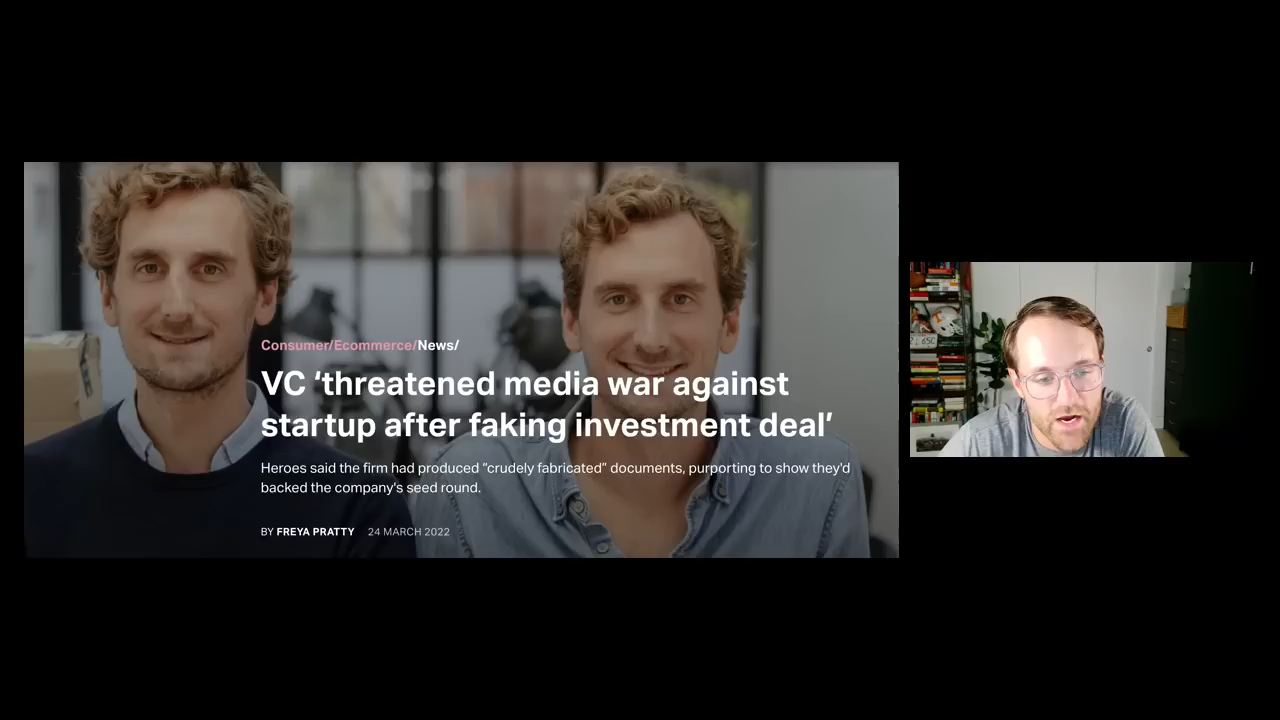 Consumer/Ecommerce/News/
VC ‘threatened media war against
startup after faking investment deal’
Heroes said the firm had produced “crudely fabricated” documents, purporting to show they'd
backed the company's seed round.
BY FREYA PRATTY 24 MARCH 2022